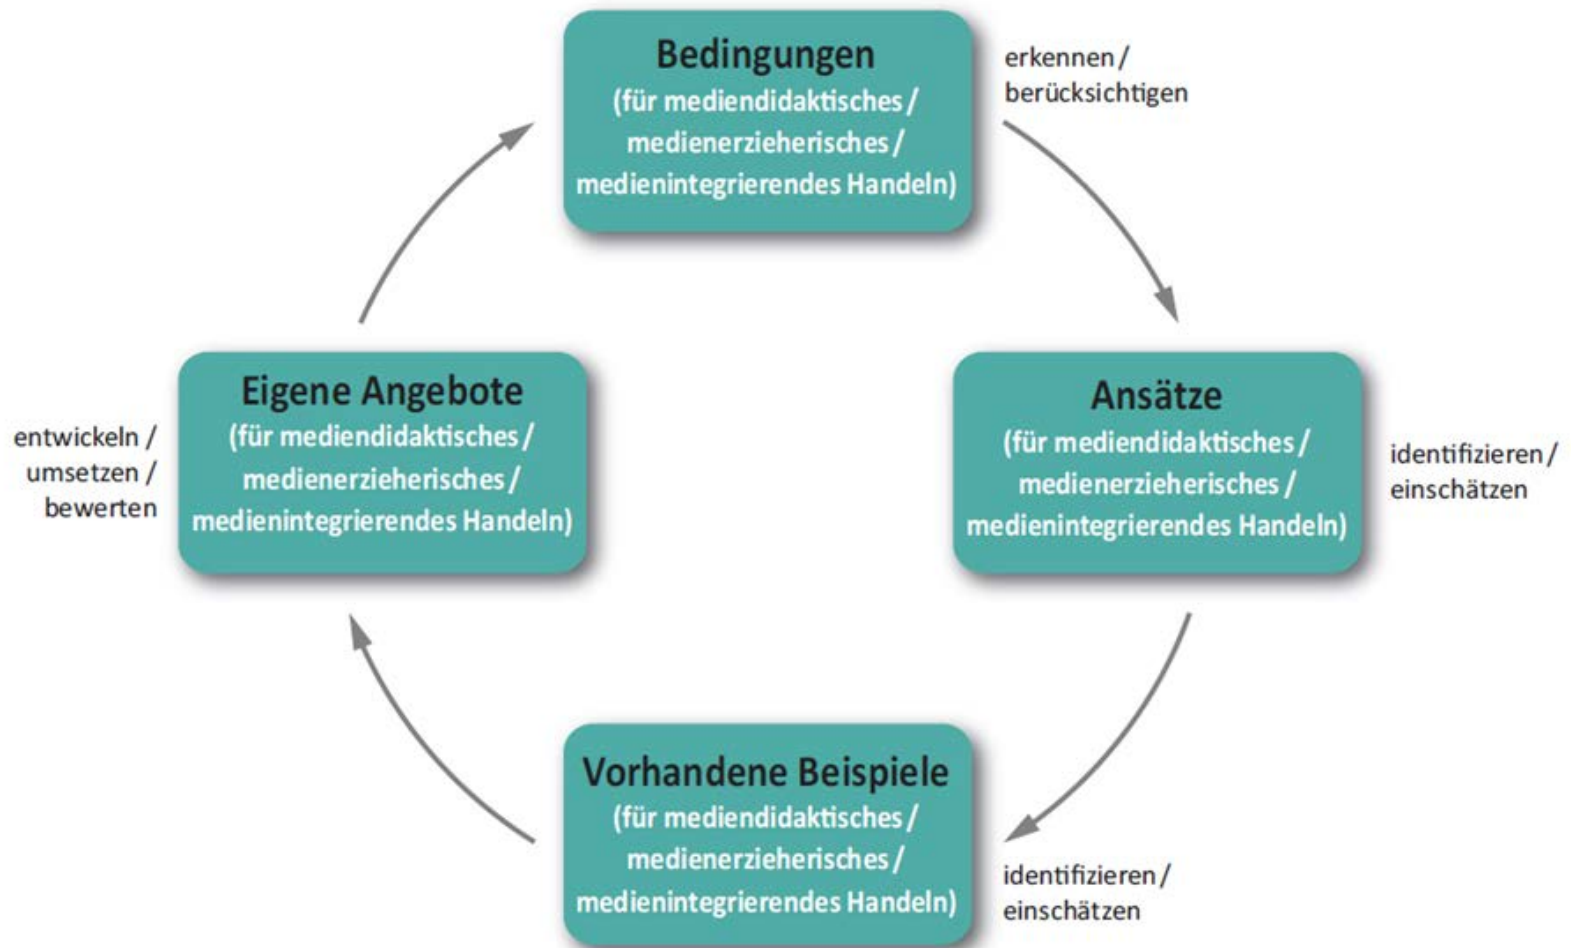 Bedingungen
(für mediendidaktisches /
medienerzieherisches /
medienintegrierendes Handeln)
erkennen /
berücksichtigen
Ansätze
(für mediendidaktisches /
medienerzieherisches /
medienintegrierendes Handeln)
identifizieren /
einschätzen
Vorhandene Beispiele
(für mediendidaktisches /
medienerzieherisches /
medienintegrierendes Handeln)
identifizieren /
einschätzen
Eigene Angebote
(für mediendidaktisches /
medienerzieherisches /
medienintegrierendes Handeln)
entwickeln /
umsetzen /
bewerten